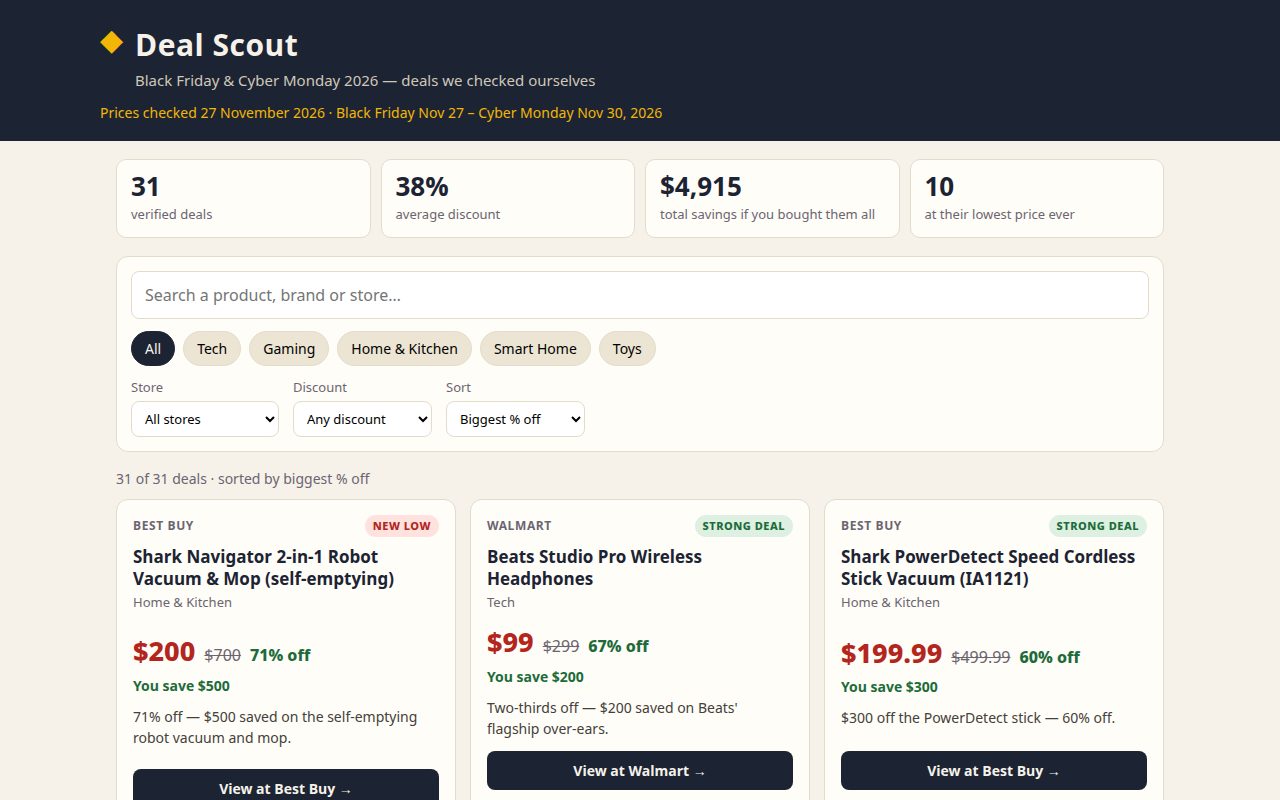 Deal Scout
Black Friday & Cyber Monday 2026 — deals we checked ourselves
Prices checked 27 November 2026 · Black Friday Nov 27 – Cyber Monday Nov 30, 2026
31
verified deals
38%
average discount
$4,915
total savings if you bought them all
10
at their lowest price ever
Search a product, brand or store...
All
Tech
Gaming
Home & Kitchen
Smart Home
Toys
Store
All stores
Discount
Any discount
Sort
Biggest % off
31 of 31 deals · sorted by biggest % off
BEST BUY
NEW LOW
Shark Navigator 2-in-1 Robot
Vacuum & Mop (self-emptying)
Home & Kitchen
$200 $700 71% off
You save $500
71% off — $500 saved on the self-emptying
robot vacuum and mop.
View at Best Buy →
WALMART
STRONG DEAL
Beats Studio Pro Wireless
Headphones
Tech
$99 $299 67% off
You save $200
Two-thirds off — $200 saved on Beats'
flagship over-ears.
View at Walmart →
BEST BUY
STRONG DEAL
Shark PowerDetect Speed Cordless
Stick Vacuum (IA1121)
Home & Kitchen
$199.99 $499.99 60% off
You save $300
$300 off the PowerDetect stick — 60% off.
View at Best Buy →